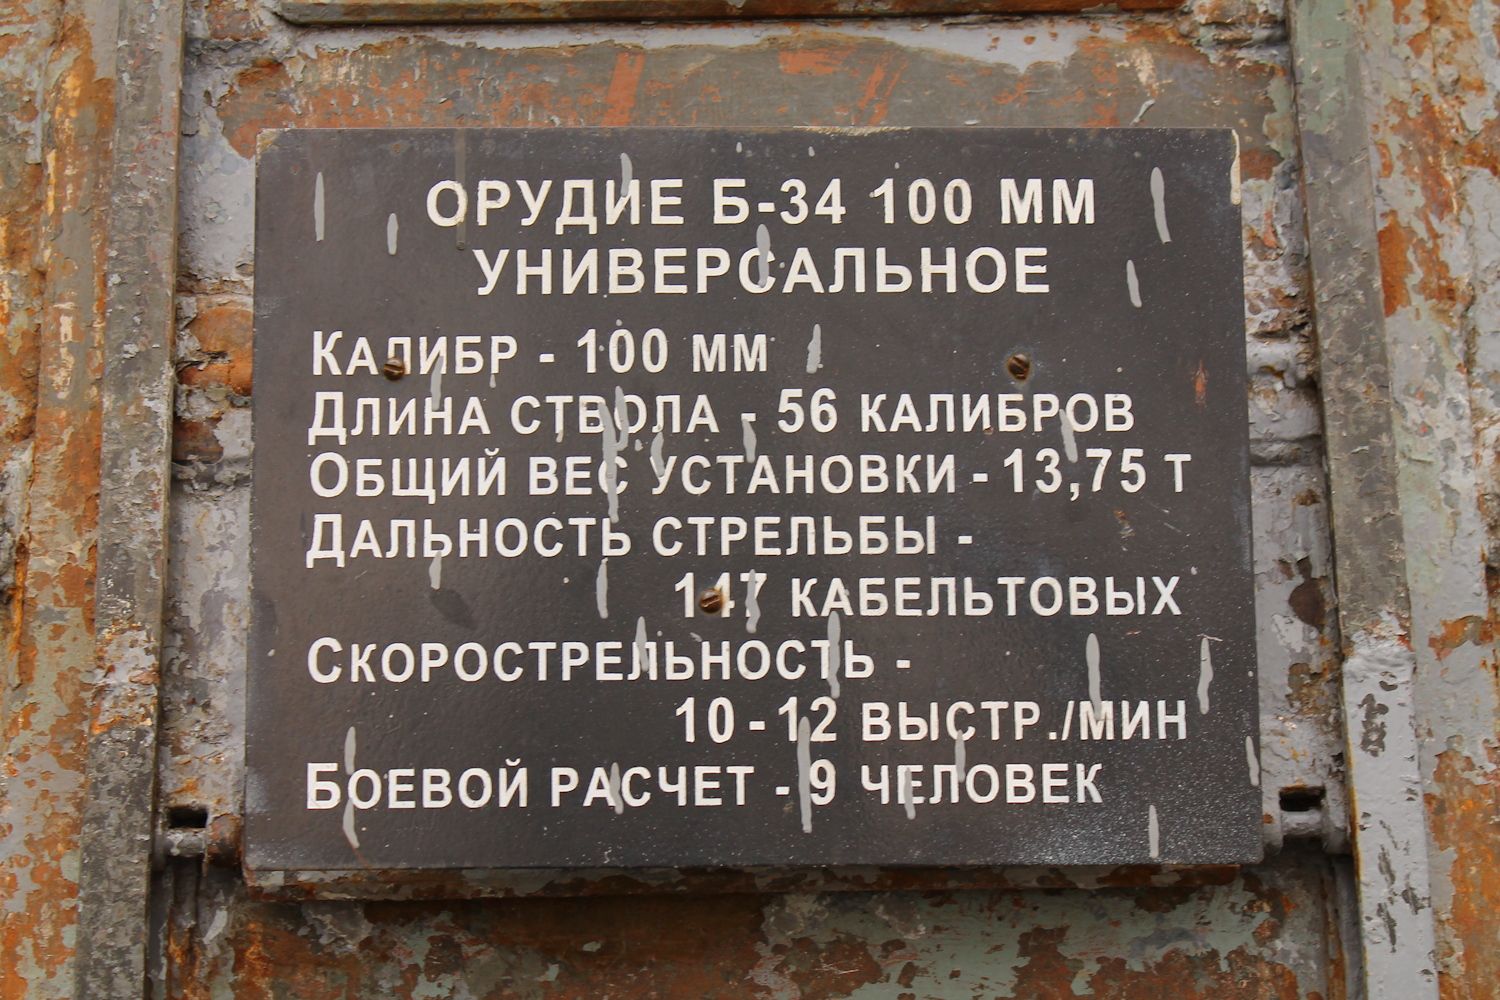 ОРУДИЕ Б-34 100 ММ
УНИВЕРСАЛЬНОЕ
КАЛИБР - 100 ММ
ДЛИНА СТВОЛА - 56 КАЛИБРОВ
ОБЩИЙ ВЕС УСТАНОВКИ - 13,75 Т
ДАЛЬНОСТЬ СТРЕЛЬБЫ -
147 КАБЕЛЬТОВЫХ
СКОРОСТРЕЛЬНОСТЬ -
10-12 ВЫСТР./МИН
БОЕВОЙ РАСЧЕТ - 9 ЧЕЛОВЕК